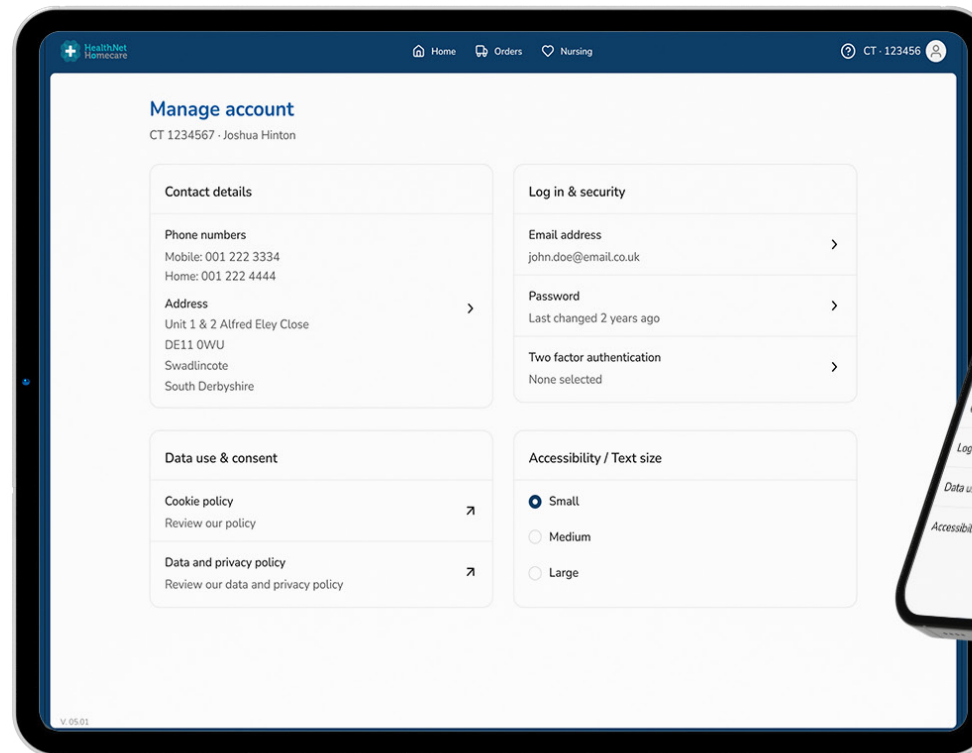 HealthNet
Homecare
Home
Orders
Nursing
CT · 123456
Manage account
CT 1234567 · Joshua Hinton
Contact details
Phone numbers
Mobile: 001 222 3334
Home: 001 222 4444
Address
Unit 1 & 2 Alfred Eley Close
DE11 0WU
Swadlincote
South Derbyshire
Log in & security
Email address
john.doe@email.co.uk
Password
Last changed 2 years ago
Two factor authentication
None selected
Data use & consent
Cookie policy
Review our policy
Data and privacy policy
Review our data and privacy policy
Accessibility / Text size
Small
Medium
Large
Log
Data u
Accessibil
V. 05.01